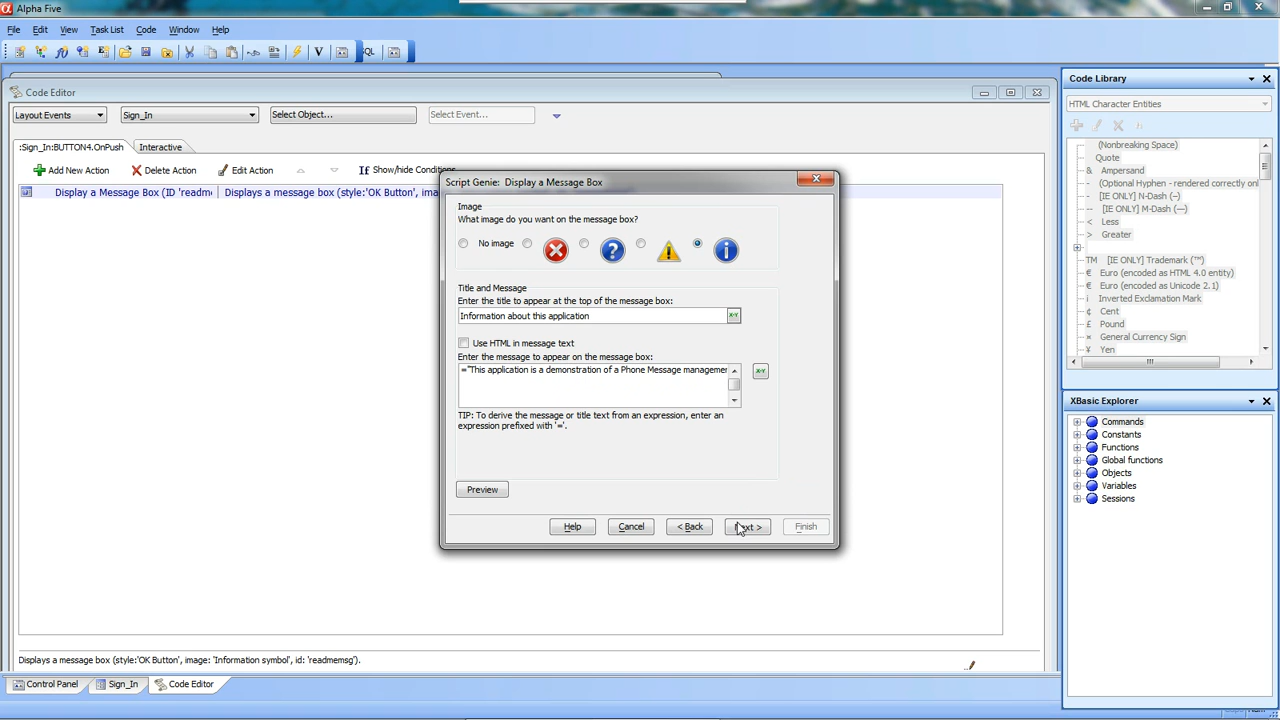 Alpha Five
File Edit View Task List Code Window Help
V QL
Code Editor
Layout Events Sign_In Select Object... Select Event...
:Sign_In:BUTTON4.OnPush Interactive
Add New Action Delete Action Edit Action If Show/hide Conditions
Display a Message Box (ID 'readme Displays a message box (style:'OK Button', ima
Script Genie: Display a Message Box
Image
What image do you want on the message box?
No image
Title and Message
Enter the title to appear at the top of the message box:
Information about this application
X-Y
Use HTML in message text
Enter the message to appear on the message box:
="This application is a demonstration of a Phone Message managemer
X-Y
TIP: To derive the message or title text from an expression, enter an
expression prefixed with '='.
Preview
Help Cancel < Back Next > Finish
Displays a message box (style:'OK Button', image: 'Information symbol', id: 'readmemsg').
Control Panel Sign_In Code Editor
Code Library
HTML Character Entities
(Nonbreaking Space)
" Quote
& Ampersand
- (Optional Hyphen - rendered correctly onl
- [IE ONLY] N-Dash (–)
- [IE ONLY] M-Dash (—)
< Less
> Greater
TM [IE ONLY] Trademark (™)
€ Euro (encoded as HTML 4.0 entity)
€ Euro (encoded as Unicode 2.1)
¡ Inverted Exclamation Mark
¢ Cent
£ Pound
¤ General Currency Sign
¥ Yen
XBasic Explorer
Commands
Constants
Functions
Global functions
Objects
Variables
Sessions